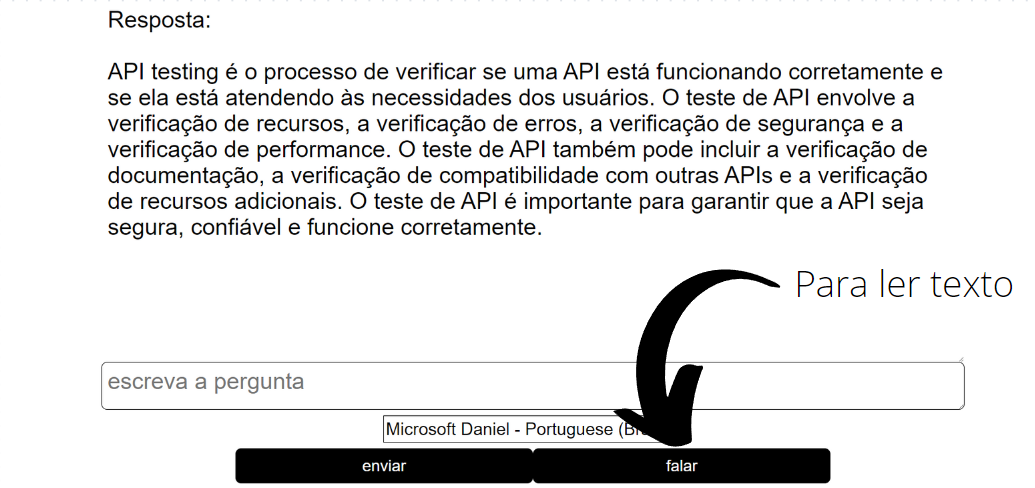 Resposta:
API testing é o processo de verificar se uma API está funcionando corretamente e
se ela está atendendo às necessidades dos usuários. O teste de API envolve a
verificação de recursos, a verificação de erros, a verificação de segurança e a
verificação de performance. O teste de API também pode incluir a verificação de
documentação, a verificação de compatibilidade com outras APIs e a verificação
de recursos adicionais. O teste de API é importante para garantir que a API seja
segura, confiável e funcione corretamente.
Para ler texto
escreva a pergunta
Microsoft Daniel - Portuguese
enviar
falar